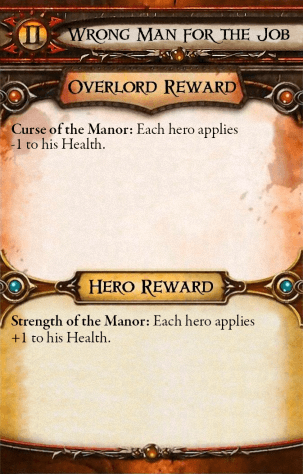 II
Wrong Man for the Job
Overlord Reward
Curse of the Manor: Each hero applies
-1 to his Health.
Hero Reward
Strength of the Manor: Each hero applies
+1 to his Health.